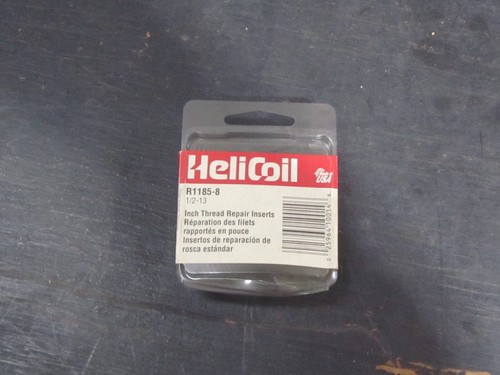 HeliCoil
USA
R1185-8
1/2-13
Inch Thread Repair Inserts
Réparation des filets
rapportés en pouce
Insertos de reparación de
rosca estándar